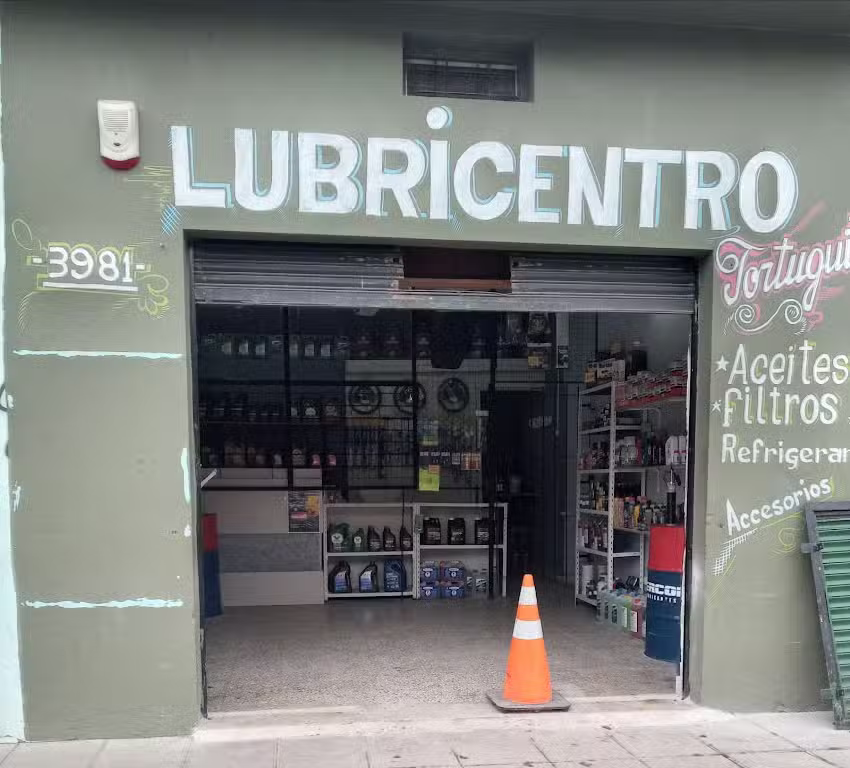 LUBRiCENTRO
-3981-
Tortugui
*Aceites
*filtros
Refrigeran
Accesorios